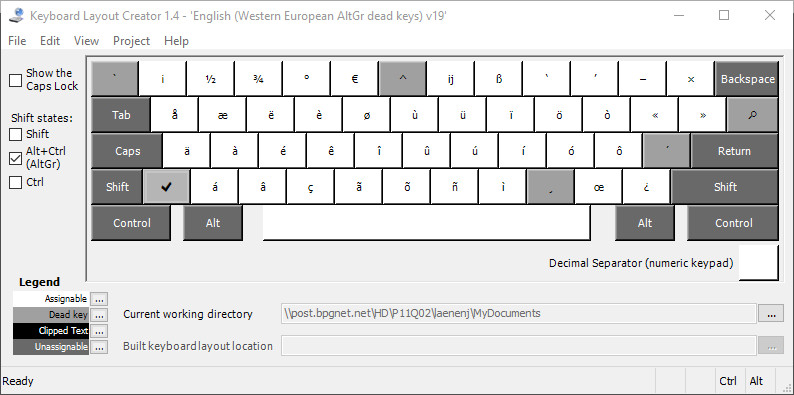 Keyboard Layout Creator 1.4 - 'English (Western European AltGr dead keys) v19'
File Edit View Project Help
Show the Caps Lock
` ¡ ½ ¾ ° € ^ ĳ ß ‘ ’ – × Backspace
Tab å æ ë è ø ù ü ï ö ò « »
Shift states:
Shift
Alt+Ctrl (AltGr)
Ctrl
Caps ä à é ê î û ú í ó ô ´ Return
Shift ✔ á â ç ã õ ñ ì ¸ œ ¿ Shift
Control Alt Alt Control
Decimal Separator (numeric keypad)
Legend
Assignable ...
Dead key ...
Clipped Text ...
Unassignable ...
Current working directory \\post.bpgnet.net\HD\P11Q02\laenenj\MyDocuments ...
Built keyboard layout location ...
Ready Ctrl Alt